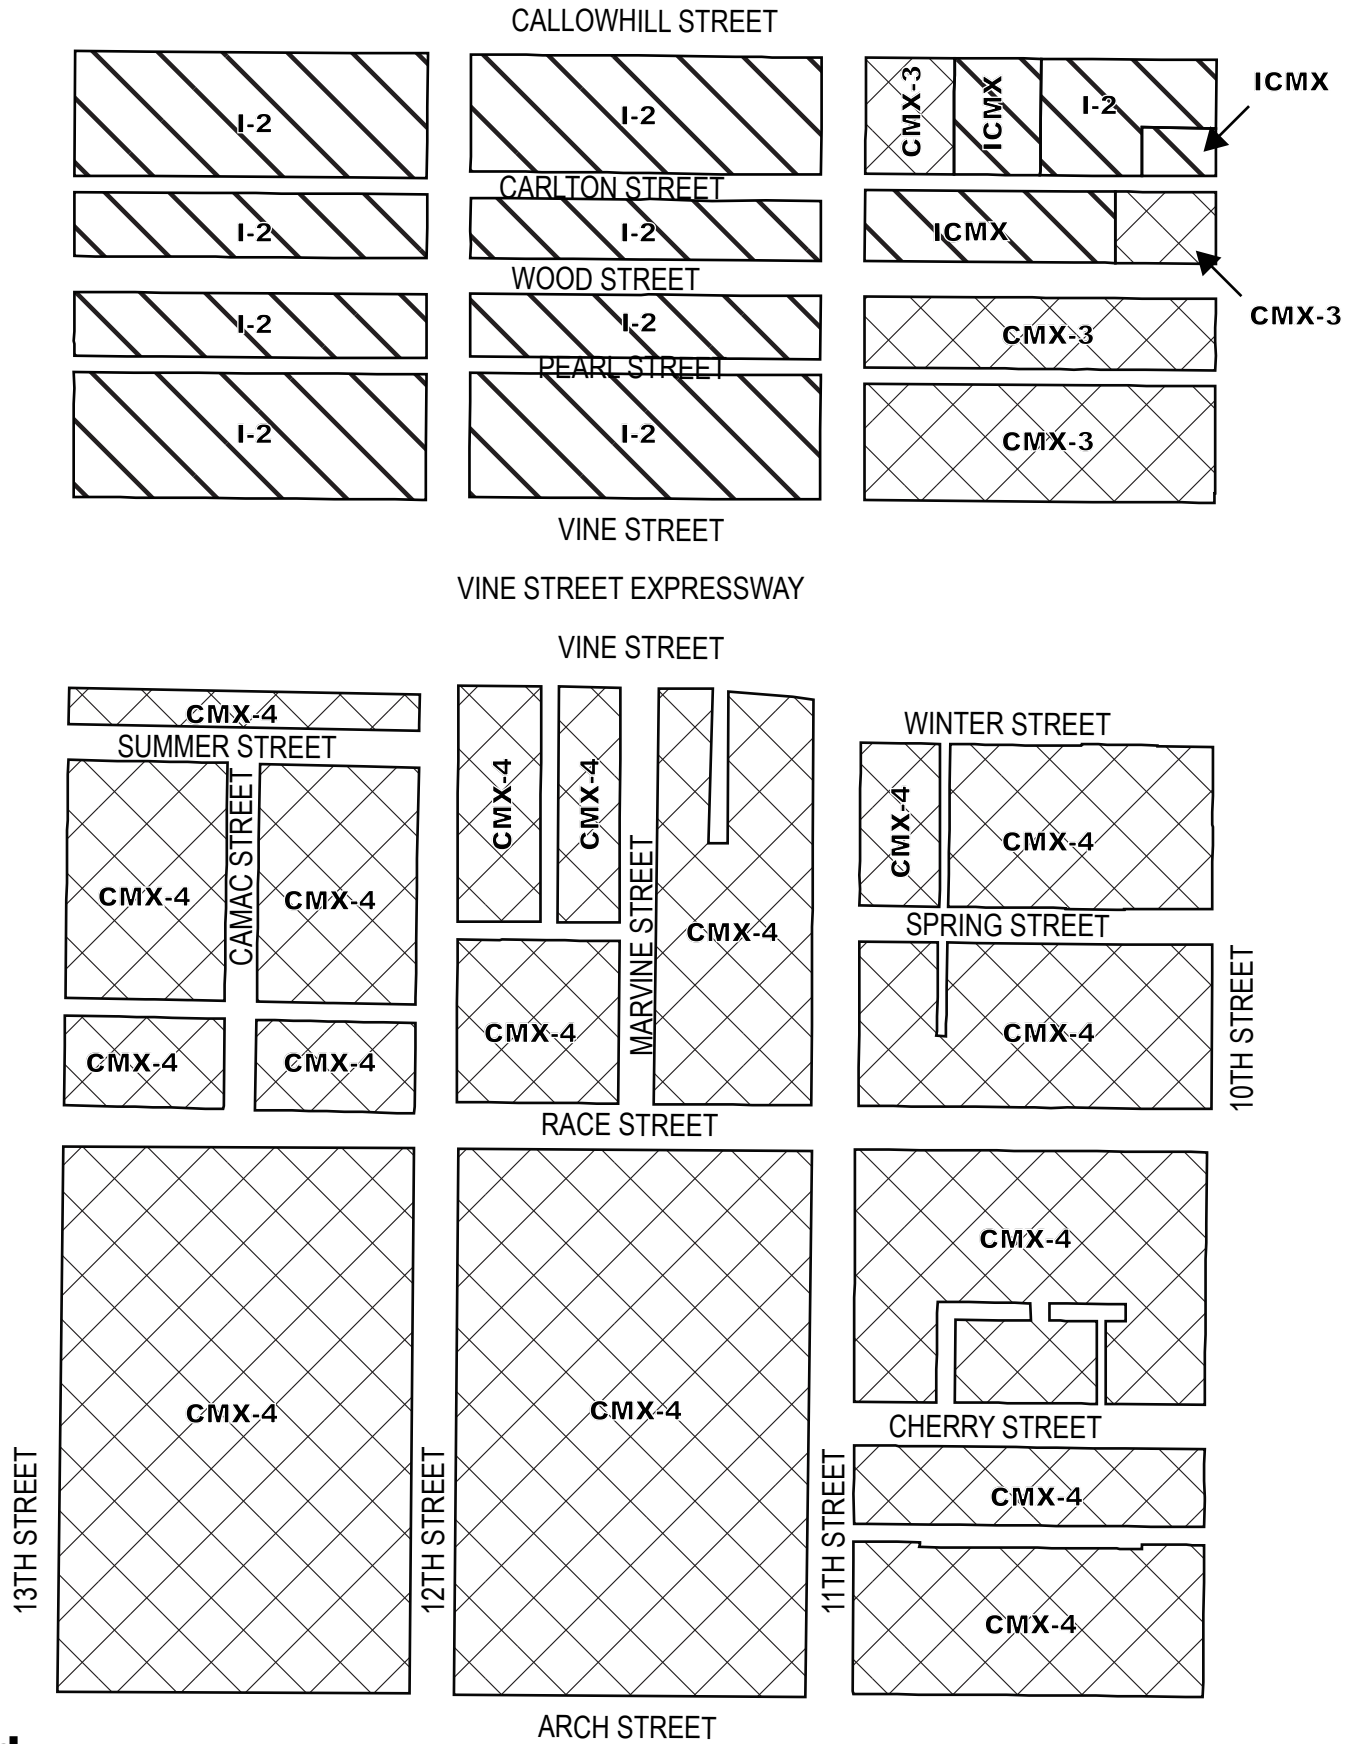 CALLOWHILL STREET
I-2
I-2
CMX-3
ICMX
I-2
ICMX
CARLTON STREET
I-2
I-2
ICMX
CMX-3
WOOD STREET
I-2
I-2
CMX-3
PEARL STREET
I-2
I-2
CMX-3
VINE STREET
VINE STREET EXPRESSWAY
VINE STREET
CMX-4
SUMMER STREET
WINTER STREET
CMX-4
CAMAC STREET
CMX-4
CMX-4
CMX-4
MARVINE STREET
CMX-4
CMX-4
CMX-4
SPRING STREET
CMX-4
CMX-4
CMX-4
CMX-4
10TH STREET
RACE STREET
CMX-4
CMX-4
CMX-4
CHERRY STREET
CMX-4
13TH STREET
12TH STREET
11TH STREET
CMX-4
ARCH STREET